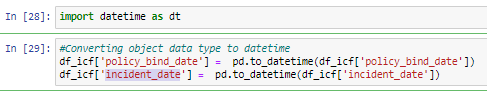 In [28]: import datetime as dt
In [29]: #Converting object data type to datetime
df_icf['policy_bind_date'] =  pd.to_datetime(df_icf['policy_bind_date'])
df_icf['incident_date'] =  pd.to_datetime(df_icf['incident_date'])